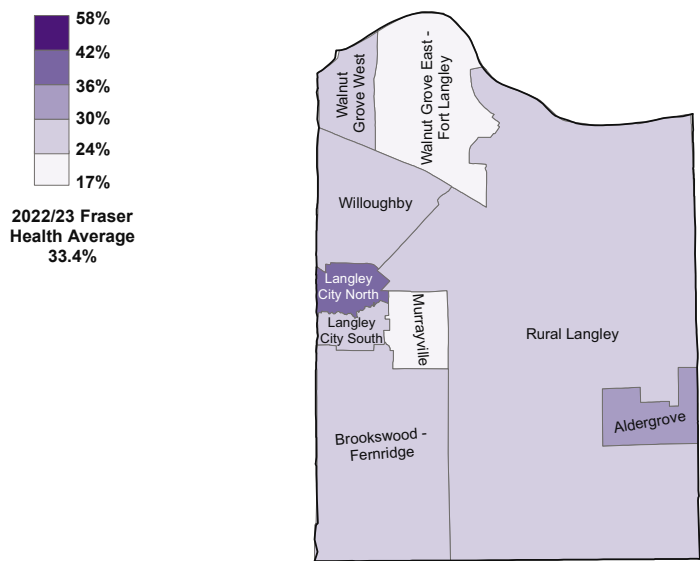 58%
42%
36%
30%
24%
17%
2022/23 Fraser
Health Average
33.4%
Walnut
Grove West
Walnut Grove East -
Fort Langley
Willoughby
Langley
City North
Langley
City South
Murrayville
Rural Langley
Aldergrove
Brookswood -
Fernridge